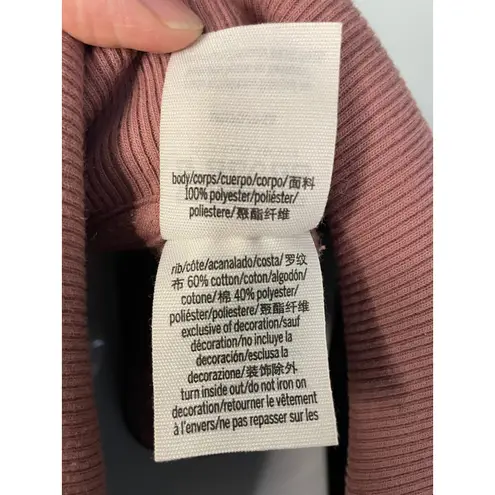 body/corps/cuerpo/corpo/面料
100% polyester/poliéster/
poliestere/聚酯纤维
rib/côte/acanalado/costa/罗纹
布 60% cotton/coton/algodón/
cotone/棉 40% polyester/
poliéster/poliestere/聚酯纤维
exclusive of decoration/sauf
décoration/no incluye la
decoración/esclusa la
decorazione/装饰除外
turn inside out/do not iron on
decoration/retourner le vêtement
à l'envers/ne pas repasser sur les